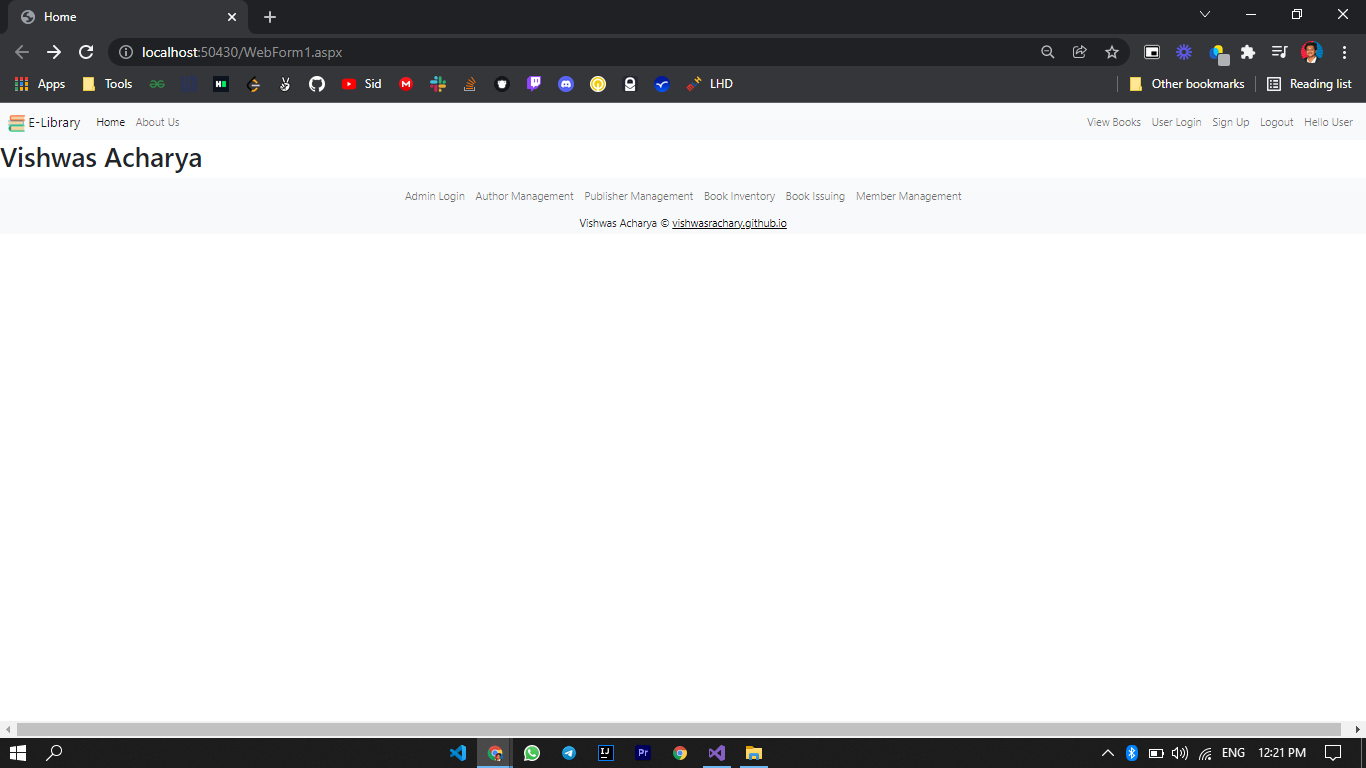 Home
localhost:50430/WebForm1.aspx
Apps Tools Sid LHD Other bookmarks Reading list
E-Library Home About Us View Books User Login Sign Up Logout Hello User
Vishwas Acharya
Admin Login Author Management Publisher Management Book Inventory Book Issuing Member Management
Vishwas Acharya © vishwasrachary.github.io
ENG 12:21 PM